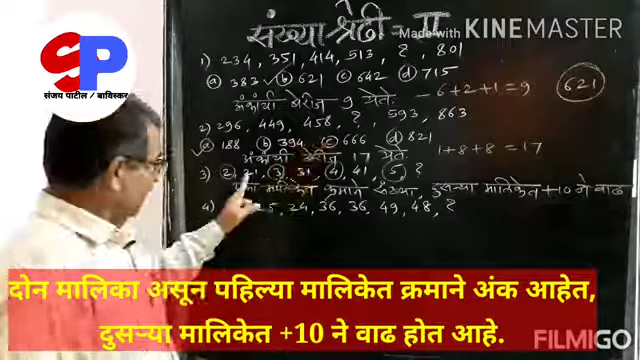 SP
संजय पाटील / बाविस्कर
संख्या श्रेढी - II
Made with KINEMASTER
1) 234, 351, 414, 513, ?, 801
ⓐ 383 ⓑ 621 ⓒ 642 ⓓ 715
अंकांची बेरीज 9 येते. - 6+2+1=9 621
2) 296, 449, 458, ?, 593, 863
ⓐ 188 ⓑ 394 ⓒ 666 ⓓ 821
अंकांची बेरीज 17 येते 1+8+8=17
3) 2, 21, 3, 31, 4, 41, 5, ?
एका मालिकेत क्रमाने संख्या, दुसऱ्या मालिकेत +10 ने वाढ
4) 24, 36, 36, 49, 48, ?
दोन मालिका असून पहिल्या मालिकेत क्रमाने अंक आहेत,
दुसऱ्या मालिकेत +10 ने वाढ होत आहे.
FILMIGO